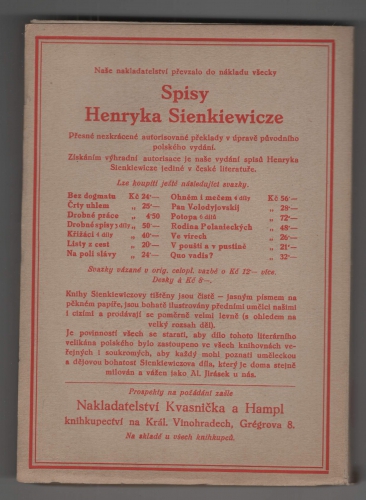 Naše nakladatelství převzalo do nákladu všecky
Spisy
Henryka Sienkiewicze
Přesné nezkrácené autorisované překlady v úpravě původního
polského vydání.
Získáním výhradní autorisace je naše vydání spisů Henryka
Sienkiewicze jedině v české literatuře.
Lze koupiti ještě následující svazky.
Bez dogmatu Kč 24·— Ohněm i mečem 4 díly Kč 56·—
Črty uhlem „ 25·— Pan Volodyjovskij „ 29·—
Drobné práce „ 4·50 Potopa 6 dílů „ 72·—
Drobné spisy 3 díly „ 50·— Rodina Polanieckých „ 48·—
Křižáci 4 díly „ 40·— Ve vírech „ 26·—
Listy z cest „ 20·— V poušti a v pustině „ 21·—
Na poli slávy „ 24·— Quo vadis? „ 32·—
Svazky vázané v orig. celopl. vazbě o Kč 12·— více.
Desky à Kč 8·—.
Knihy Sienkiewiczovy tištěny jsou čistě – jasným písmem na
pěkném papíře, jsou bohatě ilustrovány předními umělci našimi
i cizími a prodávají se poměrně velmi levně (s ohledem na
velký rozsah děl).
Je povinností všech se starati, aby dílo tohoto literárního
velikána polského bylo zastoupeno ve všech knihovnách ve-
řejných i soukromých, aby každý mohl poznati uměleckou
a dějovou bohatost Sienkiewiczova díla, který je doma stejně
milován a vážen jako Al. Jirásek u nás.
Prospekty na požádání zašle
Nakladatelství Kvasnička a Hampl
knihkupectví na Král. Vinohradech, Grégrova 8.
Na skladě u všech knihkupců.